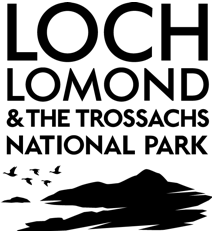 LOCH
LOMOND
& THE TROSSACHS
NATIONAL PARK